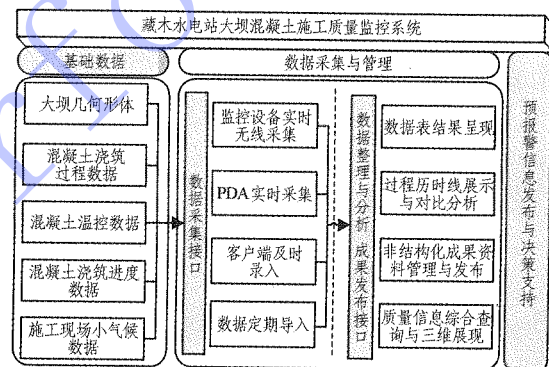 藏木水电站大坝混凝土施工质量监控系统
基础数据
数据采集与管理
大坝几何形体
混凝土浇筑
过程数据
混凝土温控数据
混凝土浇筑进度
数据
施工现场小气候
数据
数据采集接口
监控设备实时
无线采集
PDA实时采集
客户端及时
录入
数据定期导入
数据整理与分析 成果发布接口
数据表结果呈现
过程历时线展示
与对比分析
非结构化成果资
料管理与发布
质量信息综合查
询与三维展现
预报警信息发布与决策支持